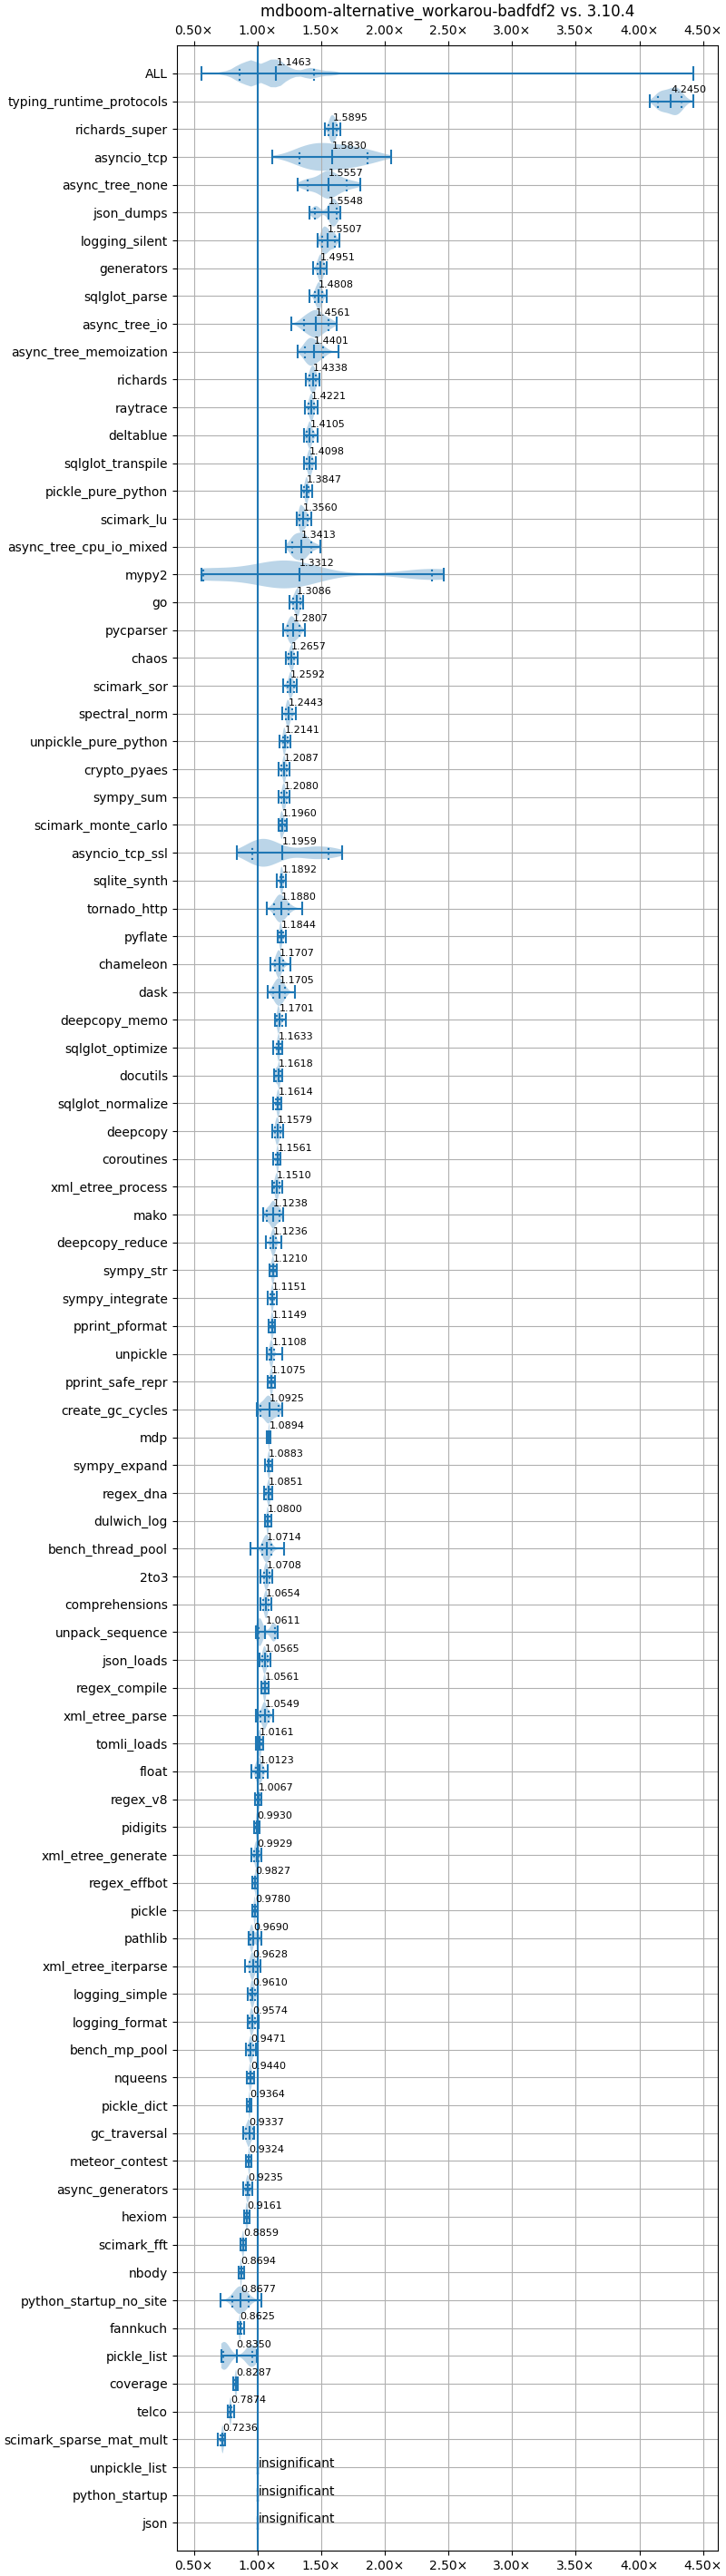 mdboom-alternative_workarou-badfdf2 vs. 3.10.4
0.50× 1.00× 1.50× 2.00× 2.50× 3.00× 3.50× 4.00× 4.50×
ALL 1.1463
typing_runtime_protocols 4.2450
richards_super 1.5895
asyncio_tcp 1.5830
async_tree_none 1.5557
json_dumps 1.5548
logging_silent 1.5507
generators 1.4951
sqlglot_parse 1.4808
async_tree_io 1.4561
async_tree_memoization 1.4401
richards 1.4338
raytrace 1.4221
deltablue 1.4105
sqlglot_transpile 1.4098
pickle_pure_python 1.3847
scimark_lu 1.3560
async_tree_cpu_io_mixed 1.3413
mypy2 1.3312
go 1.3086
pycparser 1.2807
chaos 1.2657
scimark_sor 1.2592
spectral_norm 1.2443
unpickle_pure_python 1.2141
crypto_pyaes 1.2087
sympy_sum 1.2080
scimark_monte_carlo 1.1960
asyncio_tcp_ssl 1.1959
sqlite_synth 1.1892
tornado_http 1.1880
pyflate 1.1844
chameleon 1.1707
dask 1.1705
deepcopy_memo 1.1701
sqlglot_optimize 1.1633
docutils 1.1618
sqlglot_normalize 1.1614
deepcopy 1.1579
coroutines 1.1561
xml_etree_process 1.1510
mako 1.1238
deepcopy_reduce 1.1236
sympy_str 1.1210
sympy_integrate 1.1151
pprint_pformat 1.1149
unpickle 1.1108
pprint_safe_repr 1.1075
create_gc_cycles 1.0925
mdp 1.0894
sympy_expand 1.0883
regex_dna 1.0851
dulwich_log 1.0800
bench_thread_pool 1.0714
2to3 1.0708
comprehensions 1.0654
unpack_sequence 1.0611
json_loads 1.0565
regex_compile 1.0561
xml_etree_parse 1.0549
tomli_loads 1.0161
float 1.0123
regex_v8 1.0067
pidigits 0.9930
xml_etree_generate 0.9929
regex_effbot 0.9827
pickle 0.9780
pathlib 0.9690
xml_etree_iterparse 0.9628
logging_simple 0.9610
logging_format 0.9574
bench_mp_pool 0.9471
nqueens 0.9440
pickle_dict 0.9364
gc_traversal 0.9337
meteor_contest 0.9324
async_generators 0.9235
hexiom 0.9161
scimark_fft 0.8859
nbody 0.8694
python_startup_no_site 0.8677
fannkuch 0.8625
pickle_list 0.8350
coverage 0.8287
telco 0.7874
scimark_sparse_mat_mult 0.7236
unpickle_list insignificant
python_startup insignificant
json insignificant
0.50× 1.00× 1.50× 2.00× 2.50× 3.00× 3.50× 4.00× 4.50×